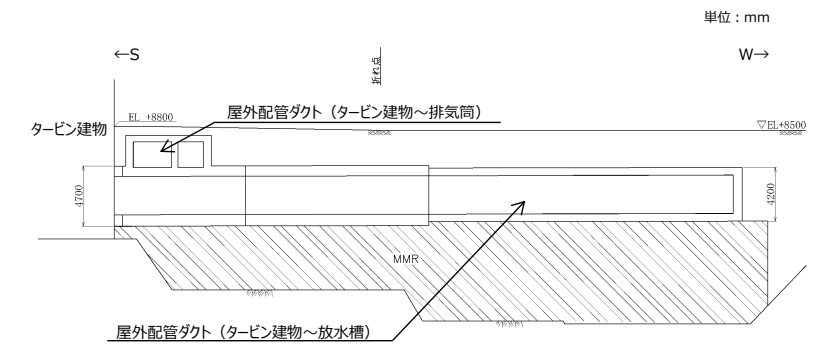 単位：mm
←S
折れ点
W→
屋外配管ダクト（タービン建物～排気筒）
EL +8800
タービン建物
▽EL+8500
4700
4200
MMR
屋外配管ダクト（タービン建物～放水槽）